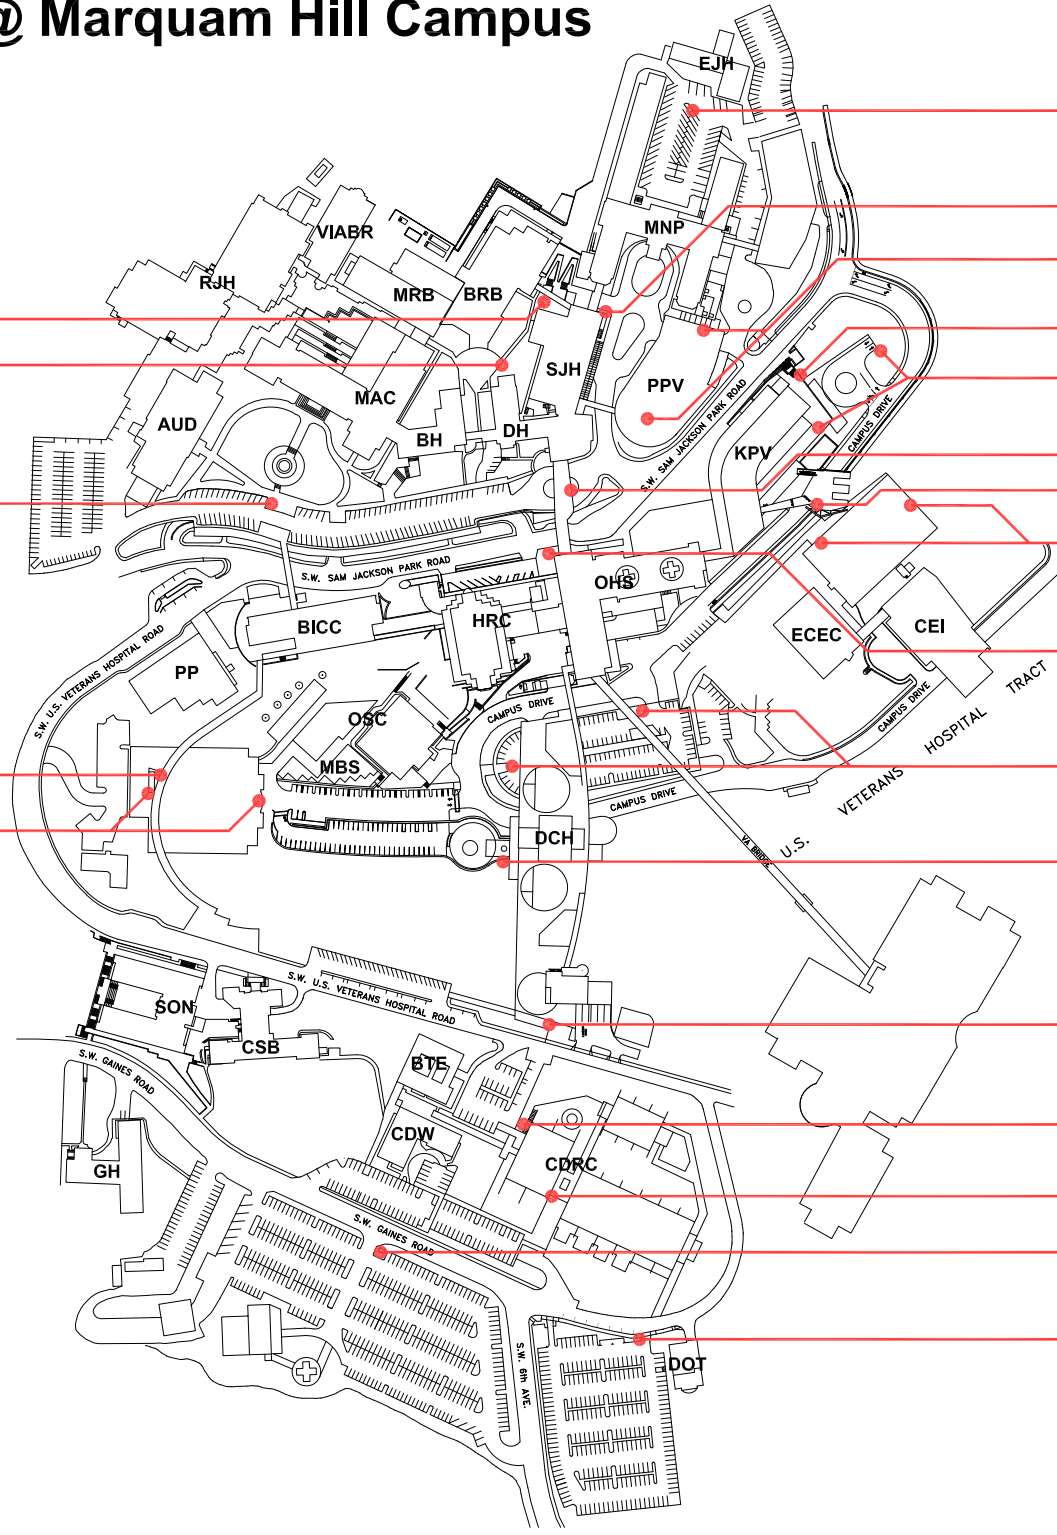 @ Marquam Hill Campus
EJH
MNP
VIABR
RJH
MRB
BRB
SJH
PPV
MAC
AUD
BH
DH
KPV
S.W. SAM JACKSON PARK ROAD
CAMPUS DRIVE
S.W. SAM JACKSON PARK ROAD
OHS
BICC
HRC
ECEC
CEI
PP
S.W. U.S. VETERANS HOSPITAL ROAD
OSC
CAMPUS DRIVE
CAMPUS DRIVE
TRACT
HOSPITAL
VETERANS
U.S.
MBS
CAMPUS DRIVE
DCH
VA BRIDGE
S.W. U.S. VETERANS HOSPITAL ROAD
SON
CSB
BTE
S.W. GAINES ROAD
CDW
CDRC
GH
S.W. GAINES ROAD
S.W. 6th AVE.
DOT